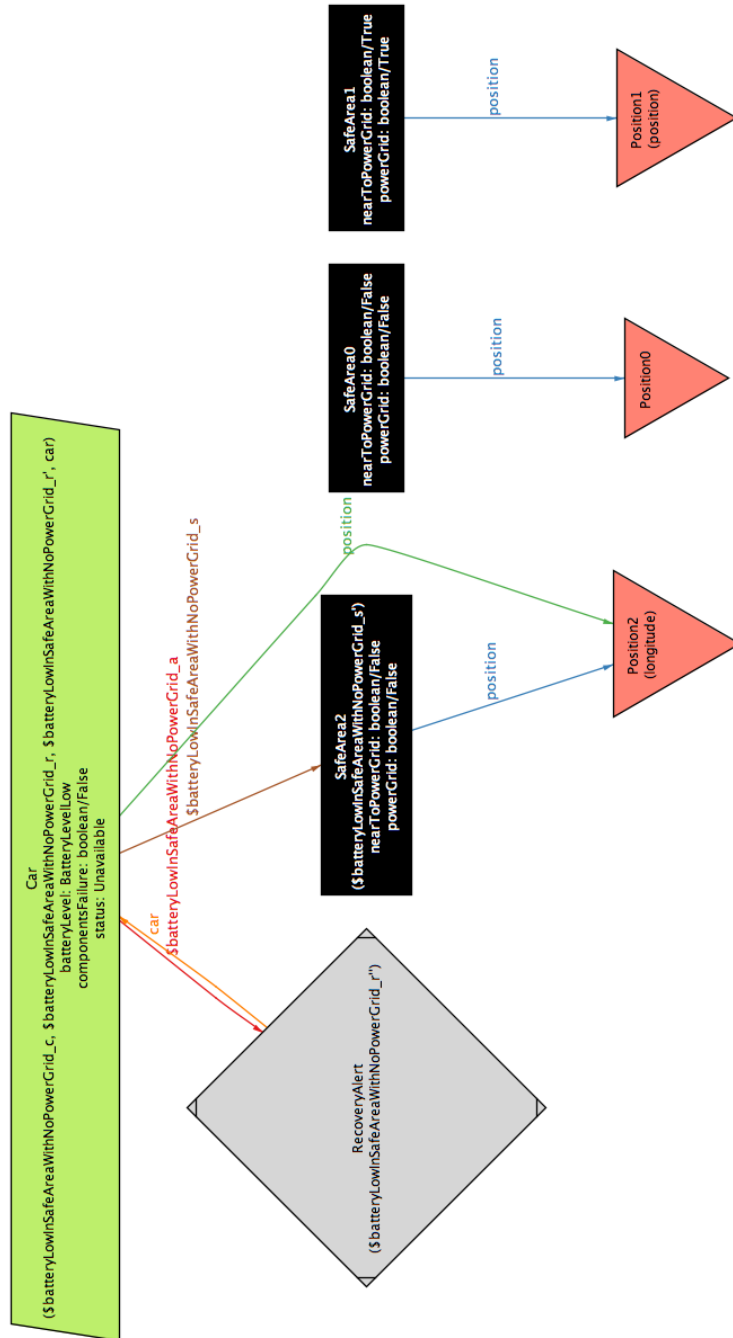 Car
($batteryLowInSafeAreaWithNoPowerGrid_c, $batteryLowInSafeAreaWithNoPowerGrid_r, $batteryLowInSafeAreaWithNoPowerGrid_r', car)
batteryLevel: BatteryLevelLow
componentsFailure: boolean/False
status: Unavailable
car
$batteryLowInSafeAreaWithNoPowerGrid_a
$batteryLowInSafeAreaWithNoPowerGrid_s
position
RecoveryAlert
($batteryLowInSafeAreaWithNoPowerGrid_r'')
SafeArea2
($batteryLowInSafeAreaWithNoPowerGrid_s')
nearToPowerGrid: boolean/False
powerGrid: boolean/False
SafeArea0
nearToPowerGrid: boolean/False
powerGrid: boolean/False
SafeArea1
nearToPowerGrid: boolean/True
powerGrid: boolean/True
position
position
position
Position2
(longitude)
Position0
Position1
(position)